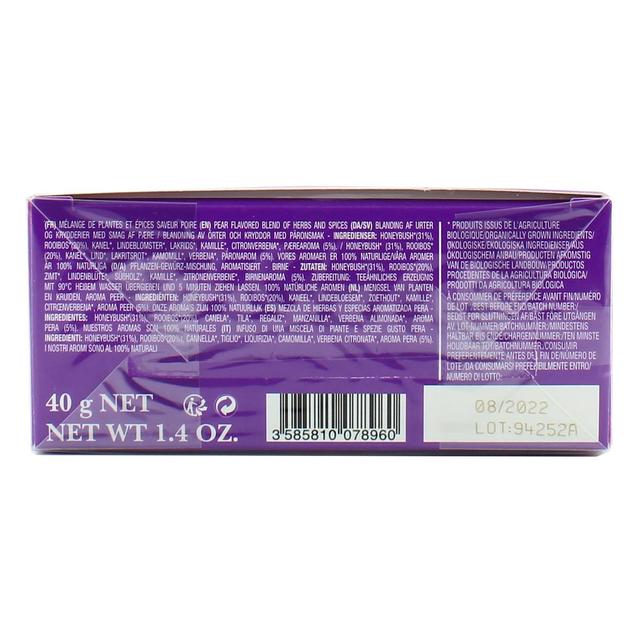 (FR) MÉLANGE DE PLANTES ET ÉPICES SAVEUR POIRE (EN) PEAR FLAVORED BLEND OF HERBS AND SPICES (DA/SV) BLANDING AF URTER
OG KRYDDERIER MED SMAG AF PÆRE / BLANDNING AV ÖRTER OCH KRYDDOR MED PÄRONSMAK - INGREDIENSER: HONEYBUSH*(31%),
ROOIBOS*(20%), KANEL*, LINDEBLOMSTER*, LAKRIDS*, KAMILLE*, CITRONVERBENA*, PÆREAROMA (5%) / HONEYBUSH* (31%), ROOIBOS*
(20%), KANEL*, LIND*, LAKRITSROT*, KAMOMILL*, VERBENA*, PÄRONAROM (5%). VORES AROMAER ER 100% NATURLIGE/VÅRA AROMER
ÄR 100% NATURLIGA (D/A) PFLANZEN-GEWÜRZ-MISCHUNG, AROMATISIERT - BIRNE - ZUTATEN: HONEYBUSH*(31%), ROOIBOS*(20%),
ZIMT*, LINDENBLÜTE*, SÜßHOLZ*, KAMILLE*, ZITRONENVERBENE*, BIRNENAROMA (5%). ZUBEREITUNG: TEEÄHNLICHES ERZEUGNIS
MIT 90°C HEIßEM WASSER ÜBERGIEßEN UND 5 MINUTEN ZIEHEN LASSEN. 100% NATÜRLICHE AROMEN (NL) MENGSEL VAN PLANTEN
EN KRUIDEN, AROMA PEER - INGREDIËNTEN: HONEYBUSH*(31%), ROOIBOS*(20%), KANEEL*, LINDEBLOESEM*, ZOETHOUT*, KAMILLE*,
CITROENVERBENA*, AROMA PEER (5%). ONZE AROMA'S ZIJN 100% NATUURLIJK (ES) MEZCLA DE HIERBAS Y ESPECIAS AROMATIZADA PERA -
INGREDIENTES: HONEYBUSH*(31%), ROOIBOS*(20%), CANELA*, TILA*, REGALIZ*, MANZANILLA*, VERBENA LIMONADA*, AROMA
PERA (5%). NUESTROS AROMAS SON 100% NATURALES (IT) INFUSO DI UNA MISCELA DI PIANTE E SPEZIE GUSTO PERA -
INGREDIENTI: HONEYBUSH*(31%), ROOIBOS*(20%), CANNELLA*, TIGLIO*, LIQUIRIZIA*, CAMOMILLA*, VERBENA CITRONATA*, AROMA PERA (5%).
I NOSTRI AROMI SONO AL 100% NATURALI
* PRODUITS ISSUS DE L'AGRICULTURE
BIOLOGIQUE/ORGANICALLY GROWN INGREDIENTS/
ØKOLOGISKE/EKOLOGISKA INGREDIENSER/AUS
ÖKOLOGISCHEM ANBAU/PRODUCTEN AFKOMSTIG
VAN DE BIOLOGISCHE LANDBOUW/PRODUCTOS
PROCEDENTES DE LA AGRICULTURA BIOLOGICA/
PRODOTTI DA AGRICOLTURA BIOLOGICA
À CONSOMMER DE PRÉFÉRENCE AVANT FIN/NUMÉRO
DE LOT:/BEST BEFORE END/BATCH NUMBER:/
BEDST FØR SLUTNINGEN AF/BÄST FÖRE UTGÅNGEN
AV/LOT-NUMMER/BATCHNUMMER:/MINDESTENS
HALTBAR BIS ENDE/CHARGENNUMMER:/TEN MINSTE
HOUDBAAR TOT:/BATCHNUMMER:/CONSUMIR
PREFERENTEMENTE ANTES DEL FIN DE/NÚMERO DE
LOTE:/DA CONSUMARSI PREFERIBILMENTE ENTRO/
NUMERO DI LOTTO:
40 g NET
NET WT 1.4 OZ.
3 585810 078960
08/2022
LOT:94252A